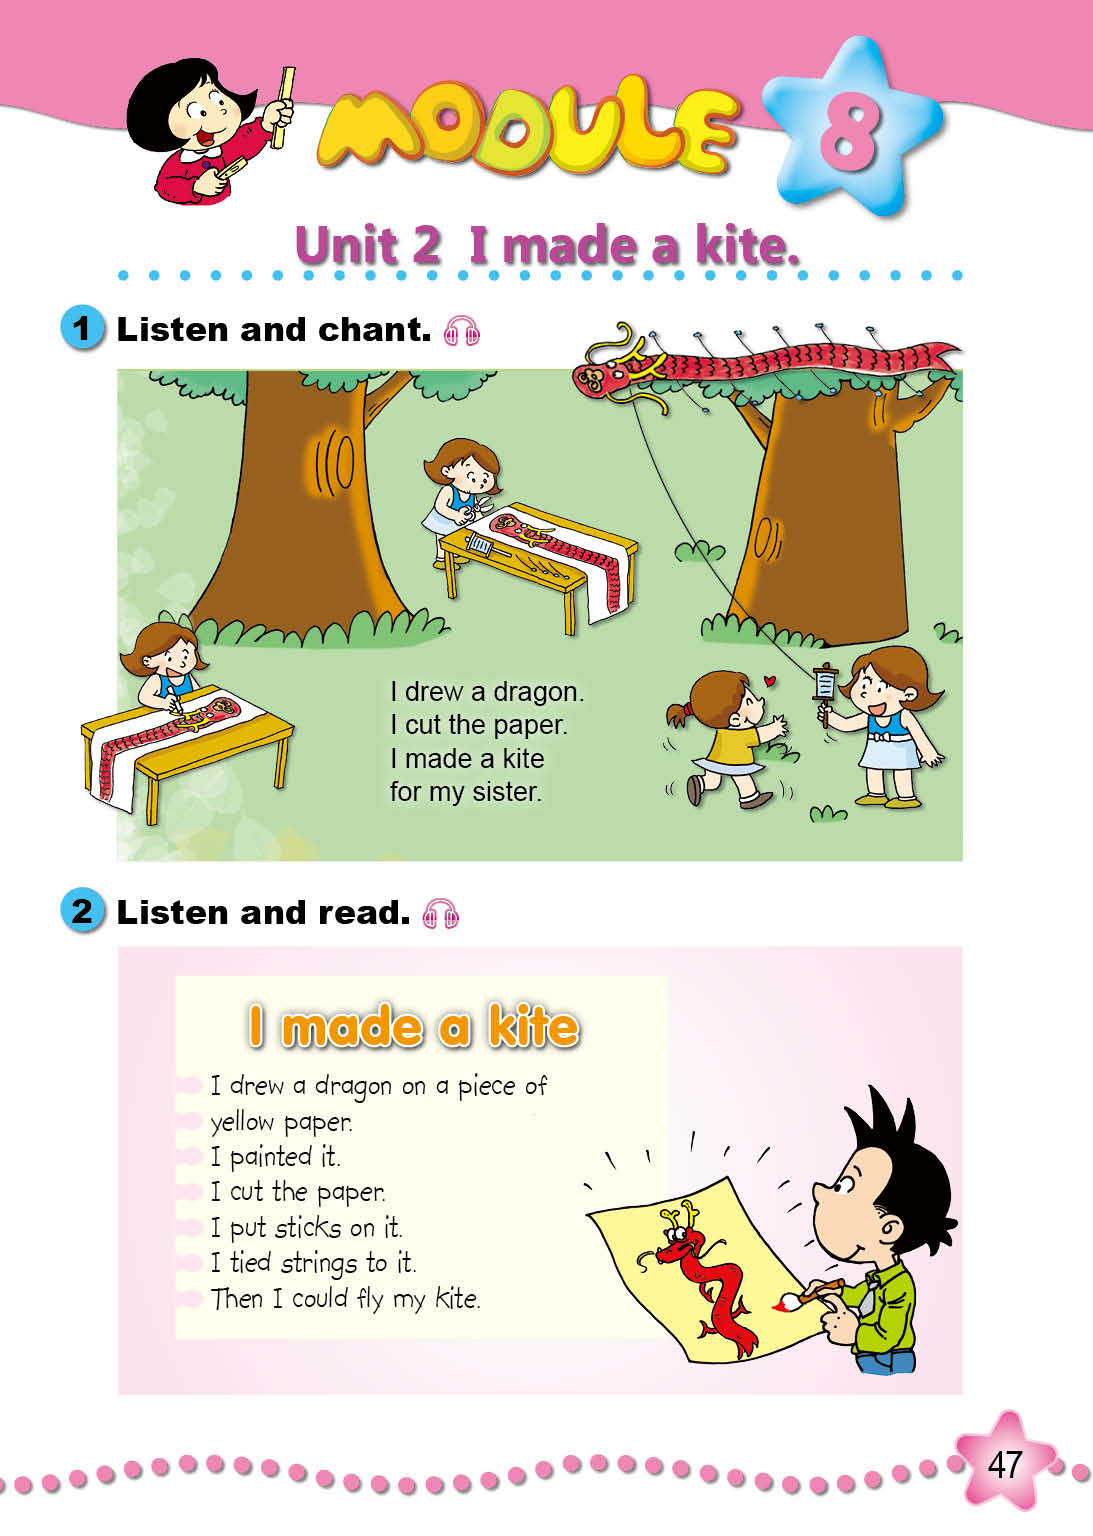 MODULE 8
Unit 2 I made a kite.
1 Listen and chant.
I drew a dragon.
I cut the paper.
I made a kite
for my sister.
2 Listen and read.
I made a kite
I drew a dragon on a piece of
yellow paper.
I painted it.
I cut the paper.
I put sticks on it.
I tied strings to it.
Then I could fly my kite.
47